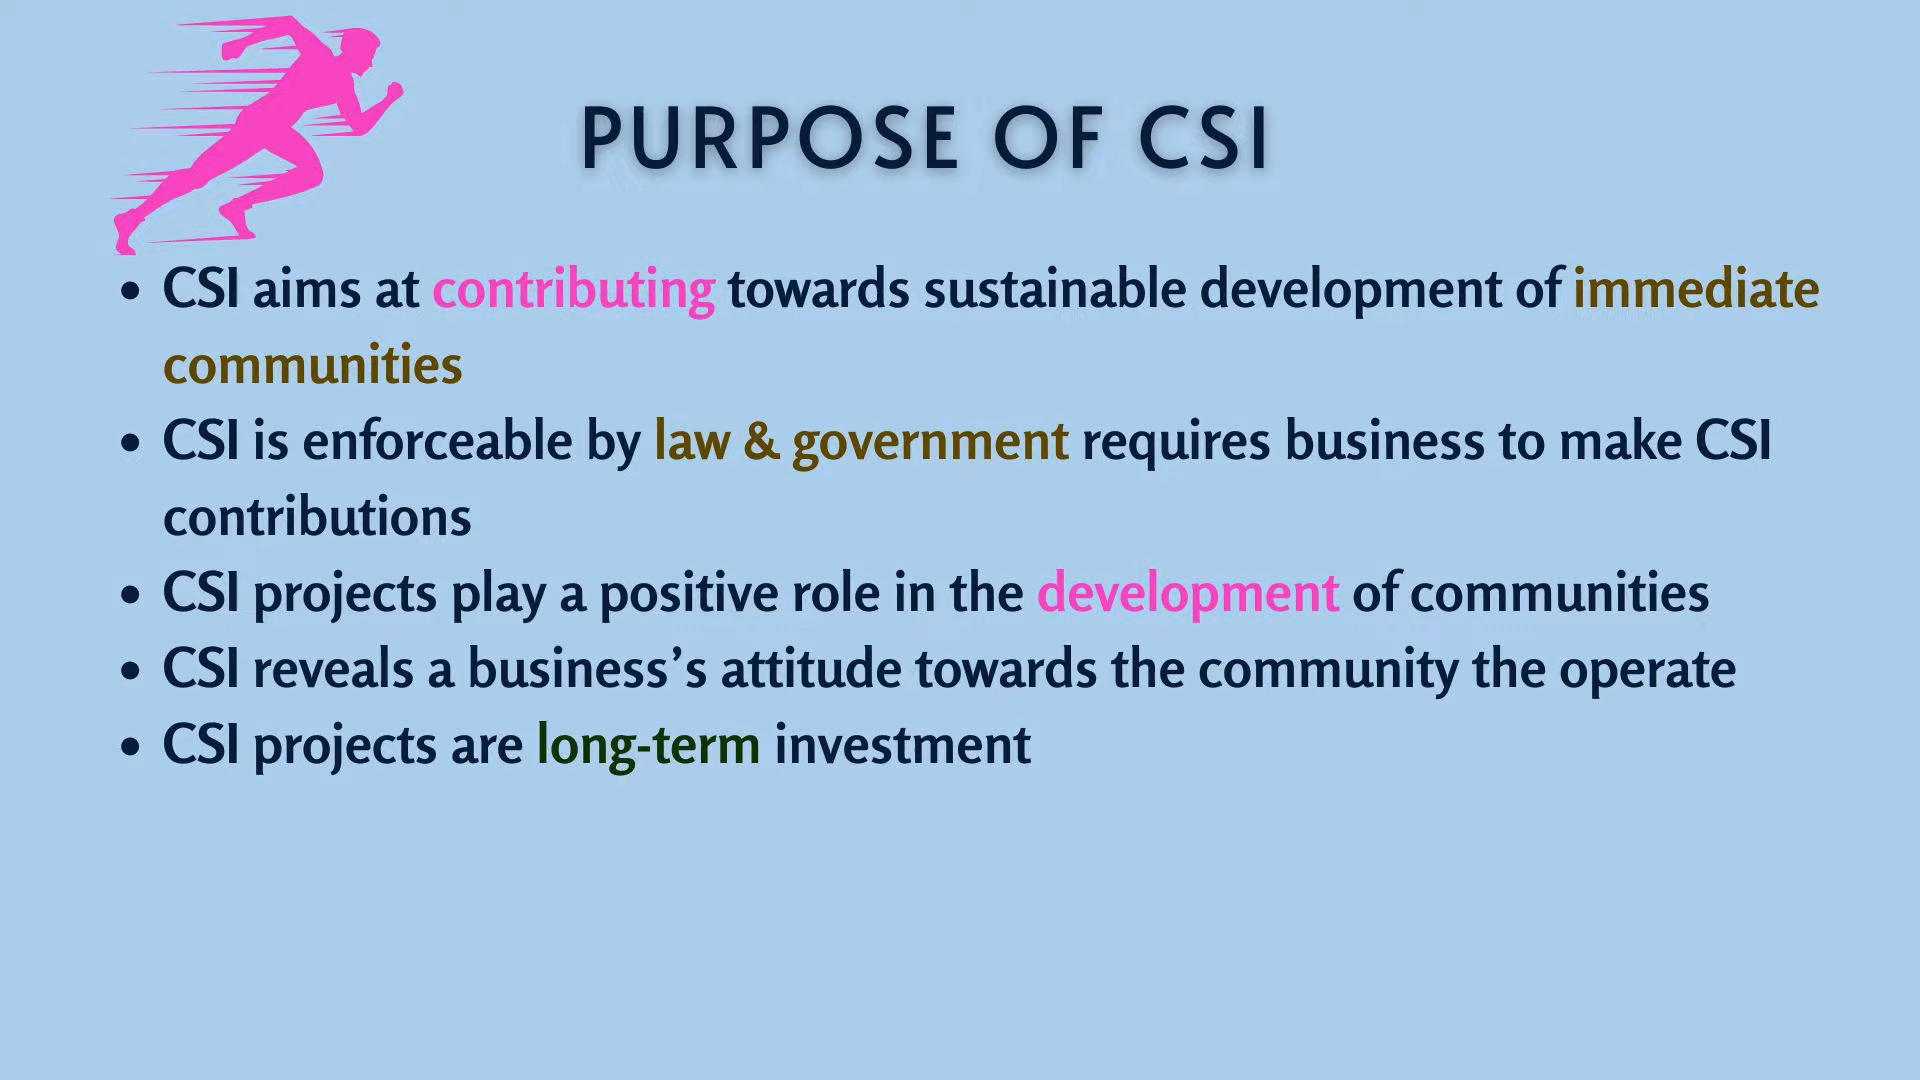 PURPOSE OF CSI
• CSI aims at contributing towards sustainable development of immediate
communities
• CSI is enforceable by law & government requires business to make CSI
contributions
• CSI projects play a positive role in the development of communities
• CSI reveals a business’s attitude towards the community the operate
• CSI projects are long-term investment